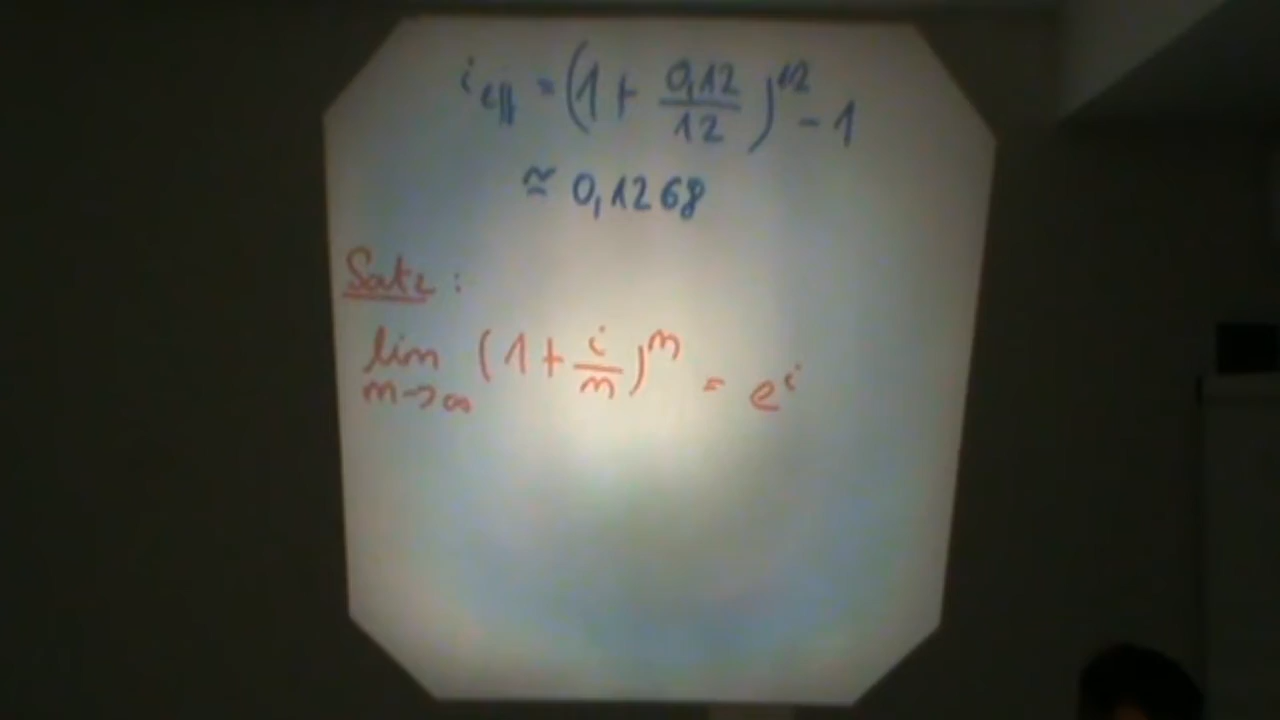 i_eff = (1 + 0,12/12)^12 - 1
≅ 0,1268
Satz:
lim_{m→∞} (1 + i/m)^m = e^i